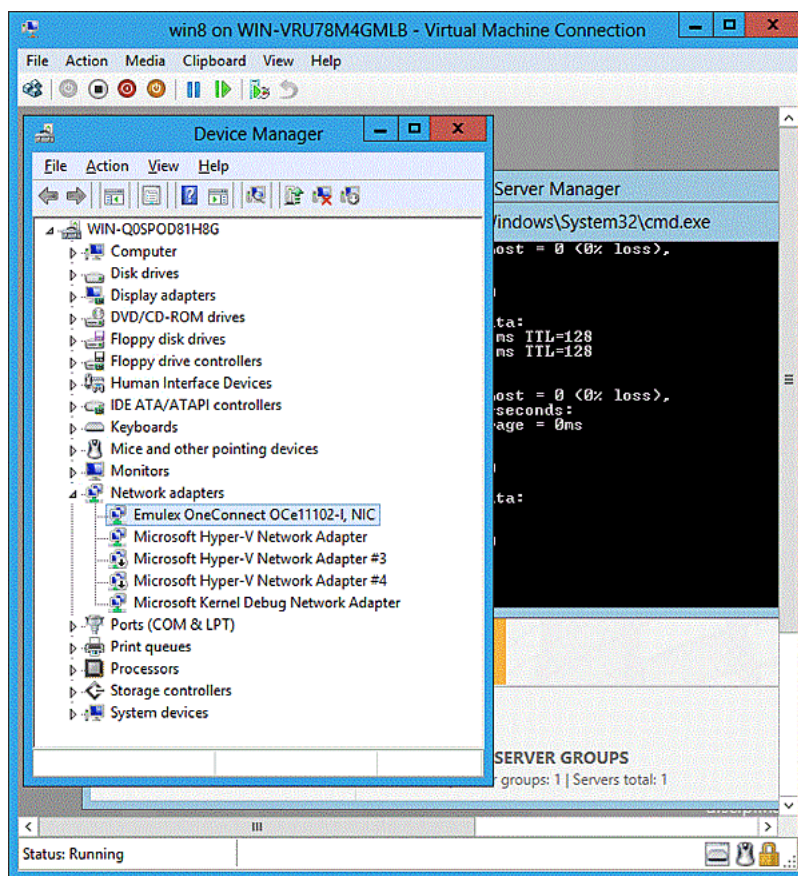 win8 on WIN-VRU78M4GMLB - Virtual Machine Connection
File Action Media Clipboard View Help
Device Manager
File Action View Help
WIN-Q0SPOD81H8G
Computer
Disk drives
Display adapters
DVD/CD-ROM drives
Floppy disk drives
Floppy drive controllers
Human Interface Devices
IDE ATA/ATAPI controllers
Keyboards
Mice and other pointing devices
Monitors
Network adapters
Emulex OneConnect OCe11102-I, NIC
Microsoft Hyper-V Network Adapter
Microsoft Hyper-V Network Adapter #3
Microsoft Hyper-V Network Adapter #4
Microsoft Kernel Debug Network Adapter
Ports (COM & LPT)
Print queues
Processors
Storage controllers
System devices
Server Manager
Windows\System32\cmd.exe
ost = 0 (0% loss),
ta:
ms TTL=128
ms TTL=128
ost = 0 (0% loss),
seconds:
age = 0ms
ta:
SERVER GROUPS
groups: 1 | Servers total: 1
Status: Running